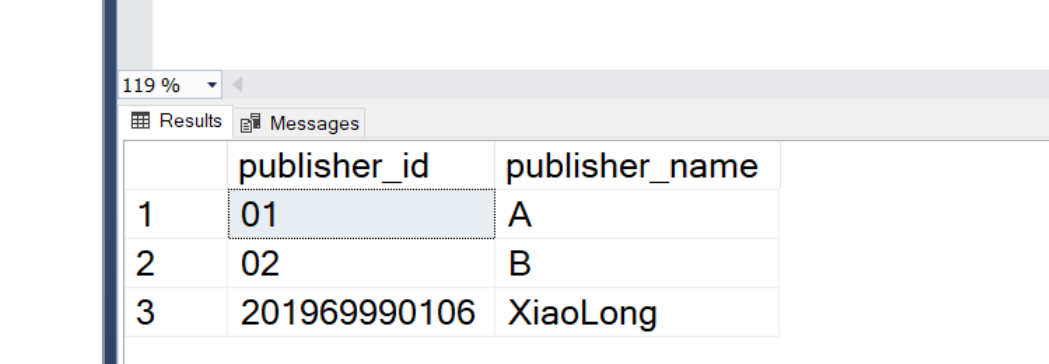 119 %
Results Messages
publisher_id publisher_name
1 01 A
2 02 B
3 201969990106 XiaoLong